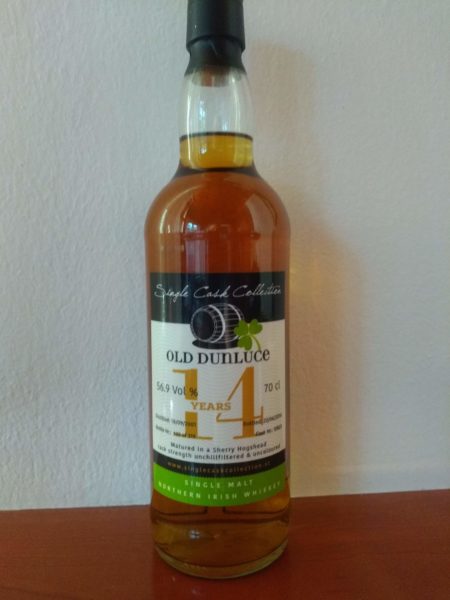 Single Cask Collection
OLD DUNLUCE
56.9 Vol % 14 70 cl
YEARS
Matured in a Sherry Hogshead
cask strength unchillfiltered & uncoloured
www.singlecaskcollection.at
SINGLE MALT
NORTHERN IRISH WHISKEY